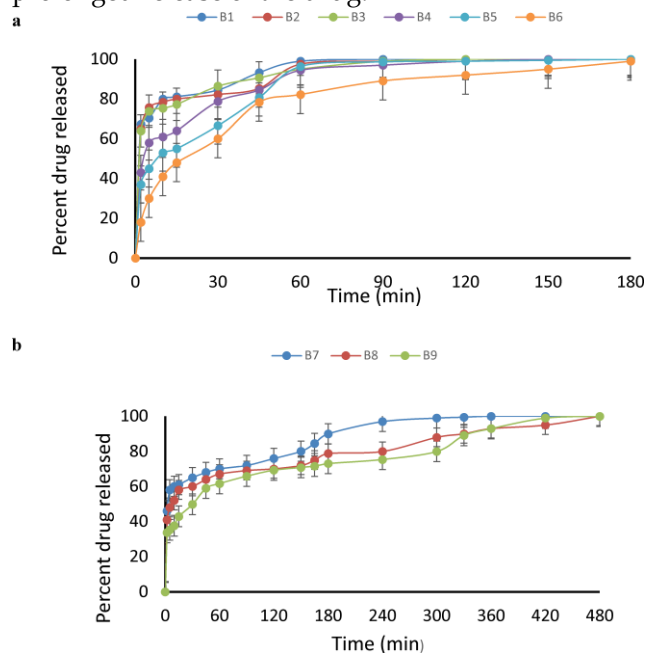 a
B1 B2 B3 B4 B5 B6
100
80
60
40
20
0
Percent drug released
0 30 60 90 120 150 180
Time (min)
b
B7 B8 B9
100
80
60
40
20
0
Percent drug released
0 60 120 180 240 300 360 420 480
Time (min)